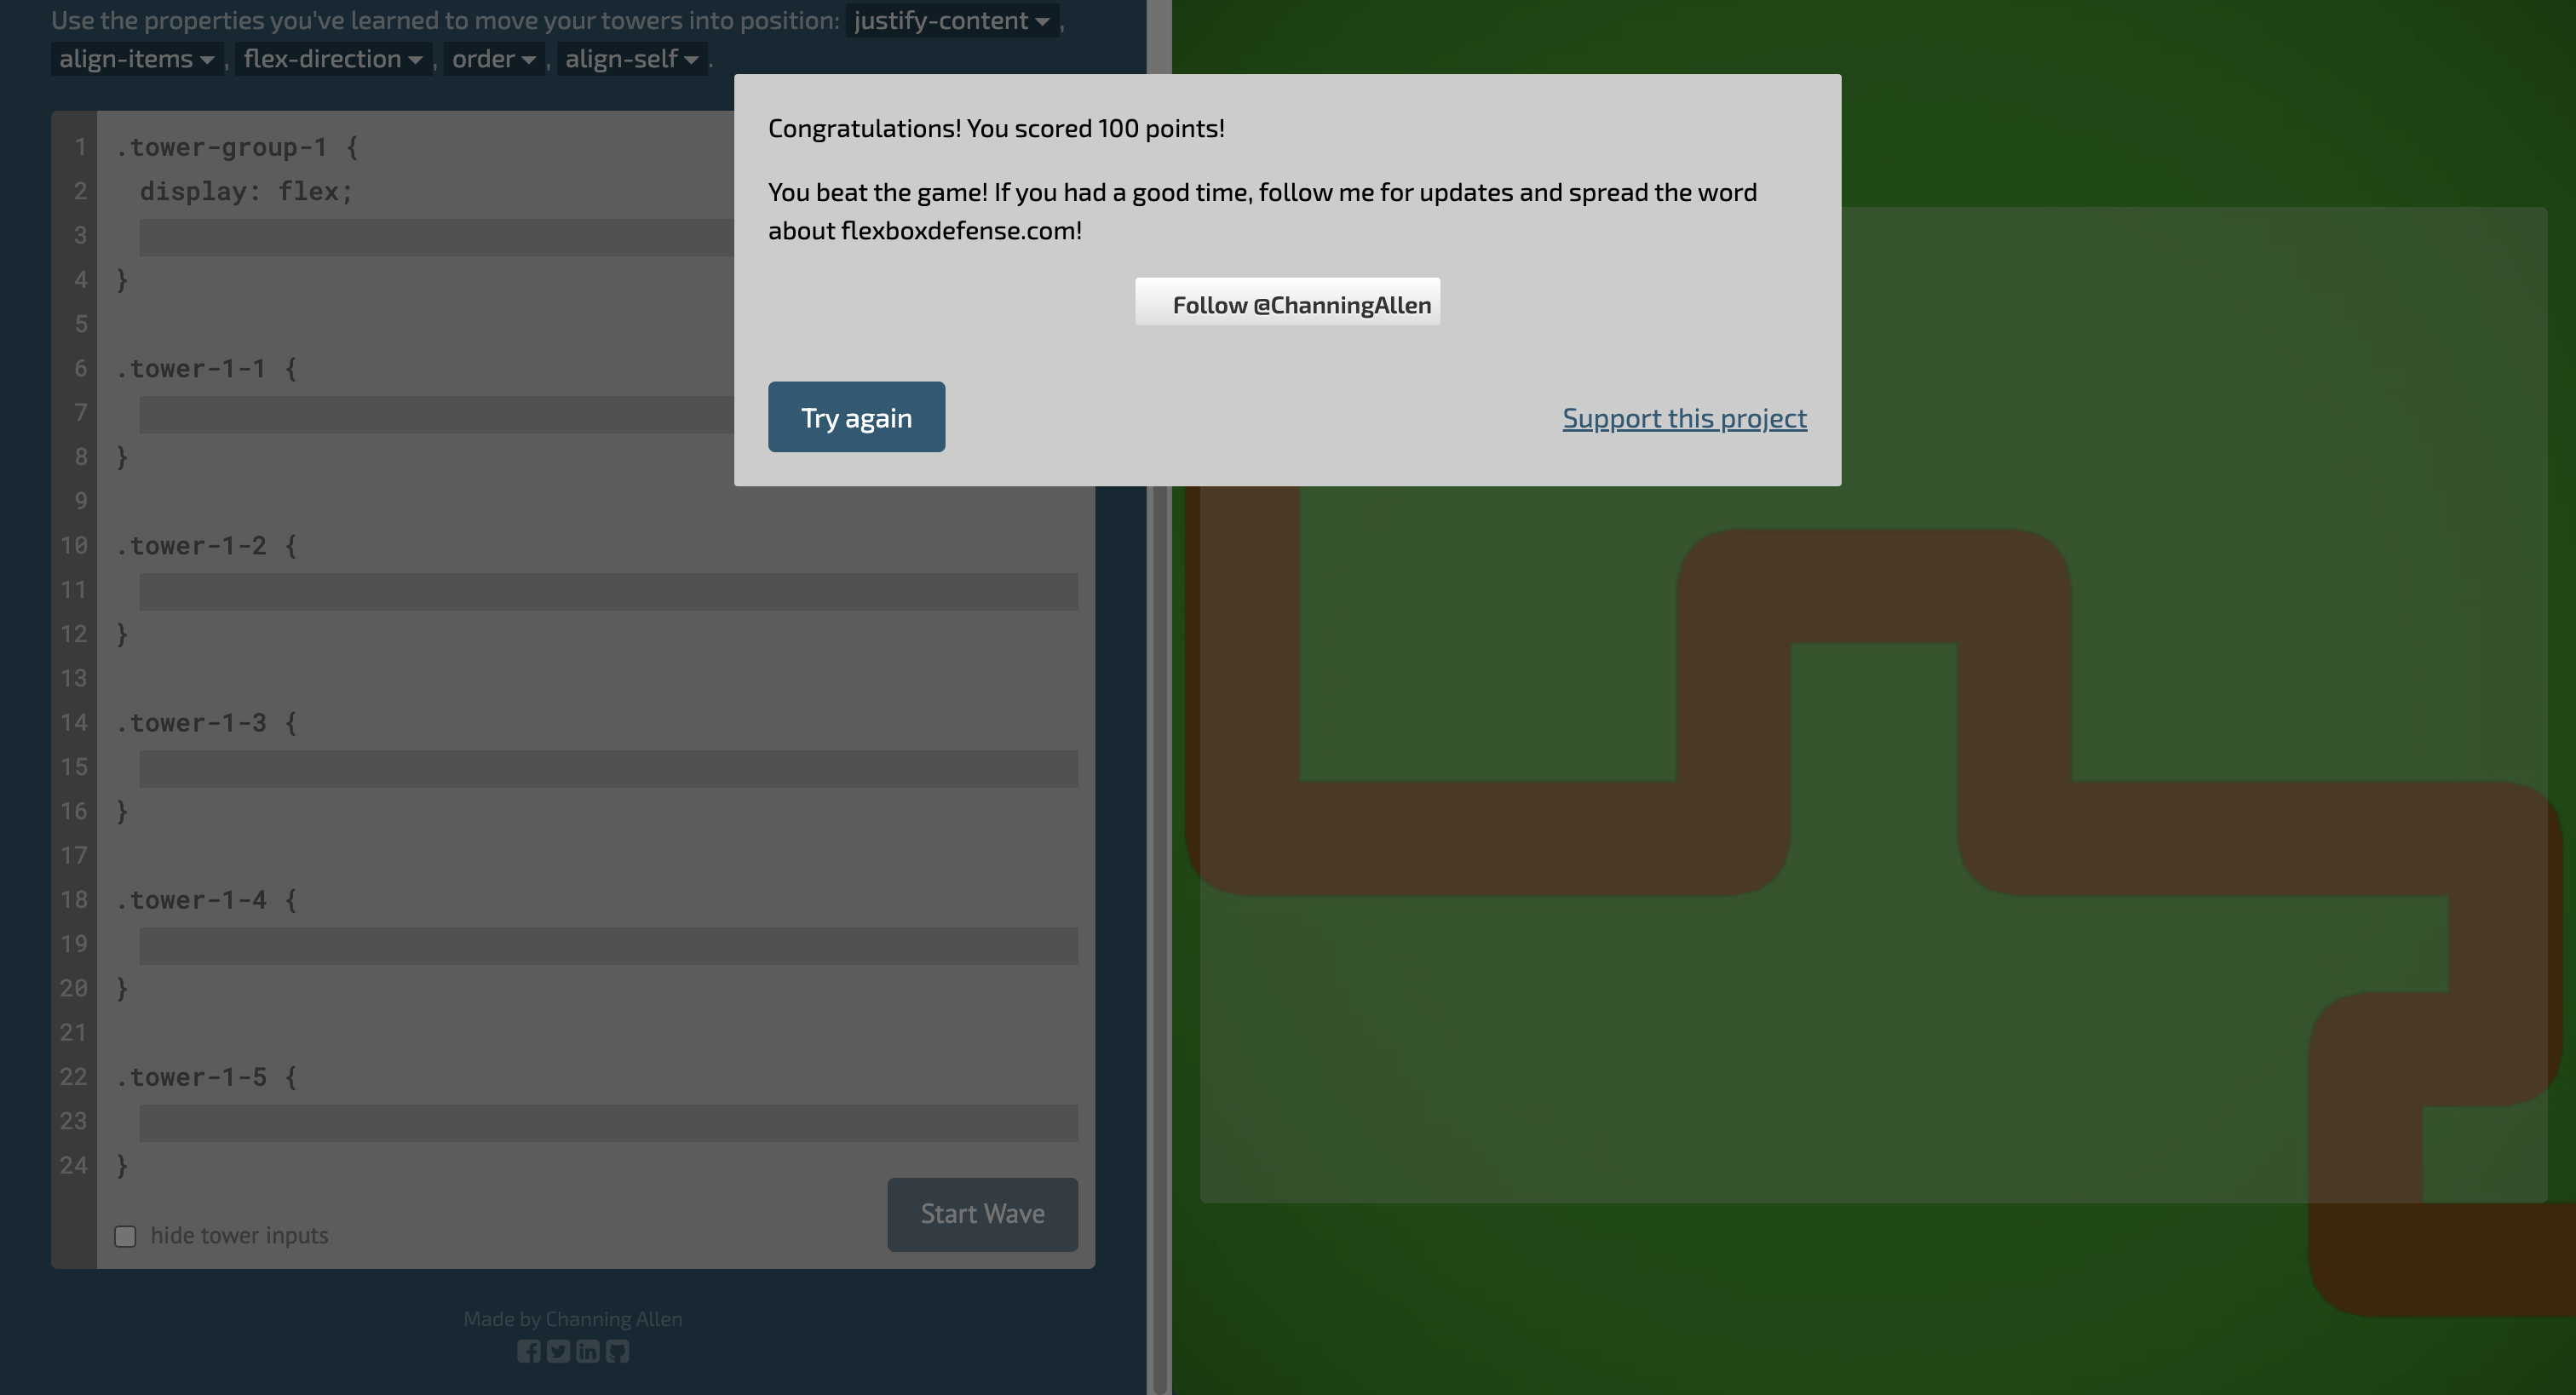 Use the properties you've learned to move your towers into position: justify-content ,
align-items , flex-direction , order , align-self .
1 .tower-group-1 {
2 display: flex;
3
4 }
5
6 .tower-1-1 {
7
8 }
9
10 .tower-1-2 {
11
12 }
13
14 .tower-1-3 {
15
16 }
17
18 .tower-1-4 {
19
20 }
21
22 .tower-1-5 {
23
24 }
hide tower inputs
Start Wave
Made by Channing Allen
Congratulations! You scored 100 points!
You beat the game! If you had a good time, follow me for updates and spread the word
about flexboxdefense.com!
Follow @ChanningAllen
Try again
Support this project